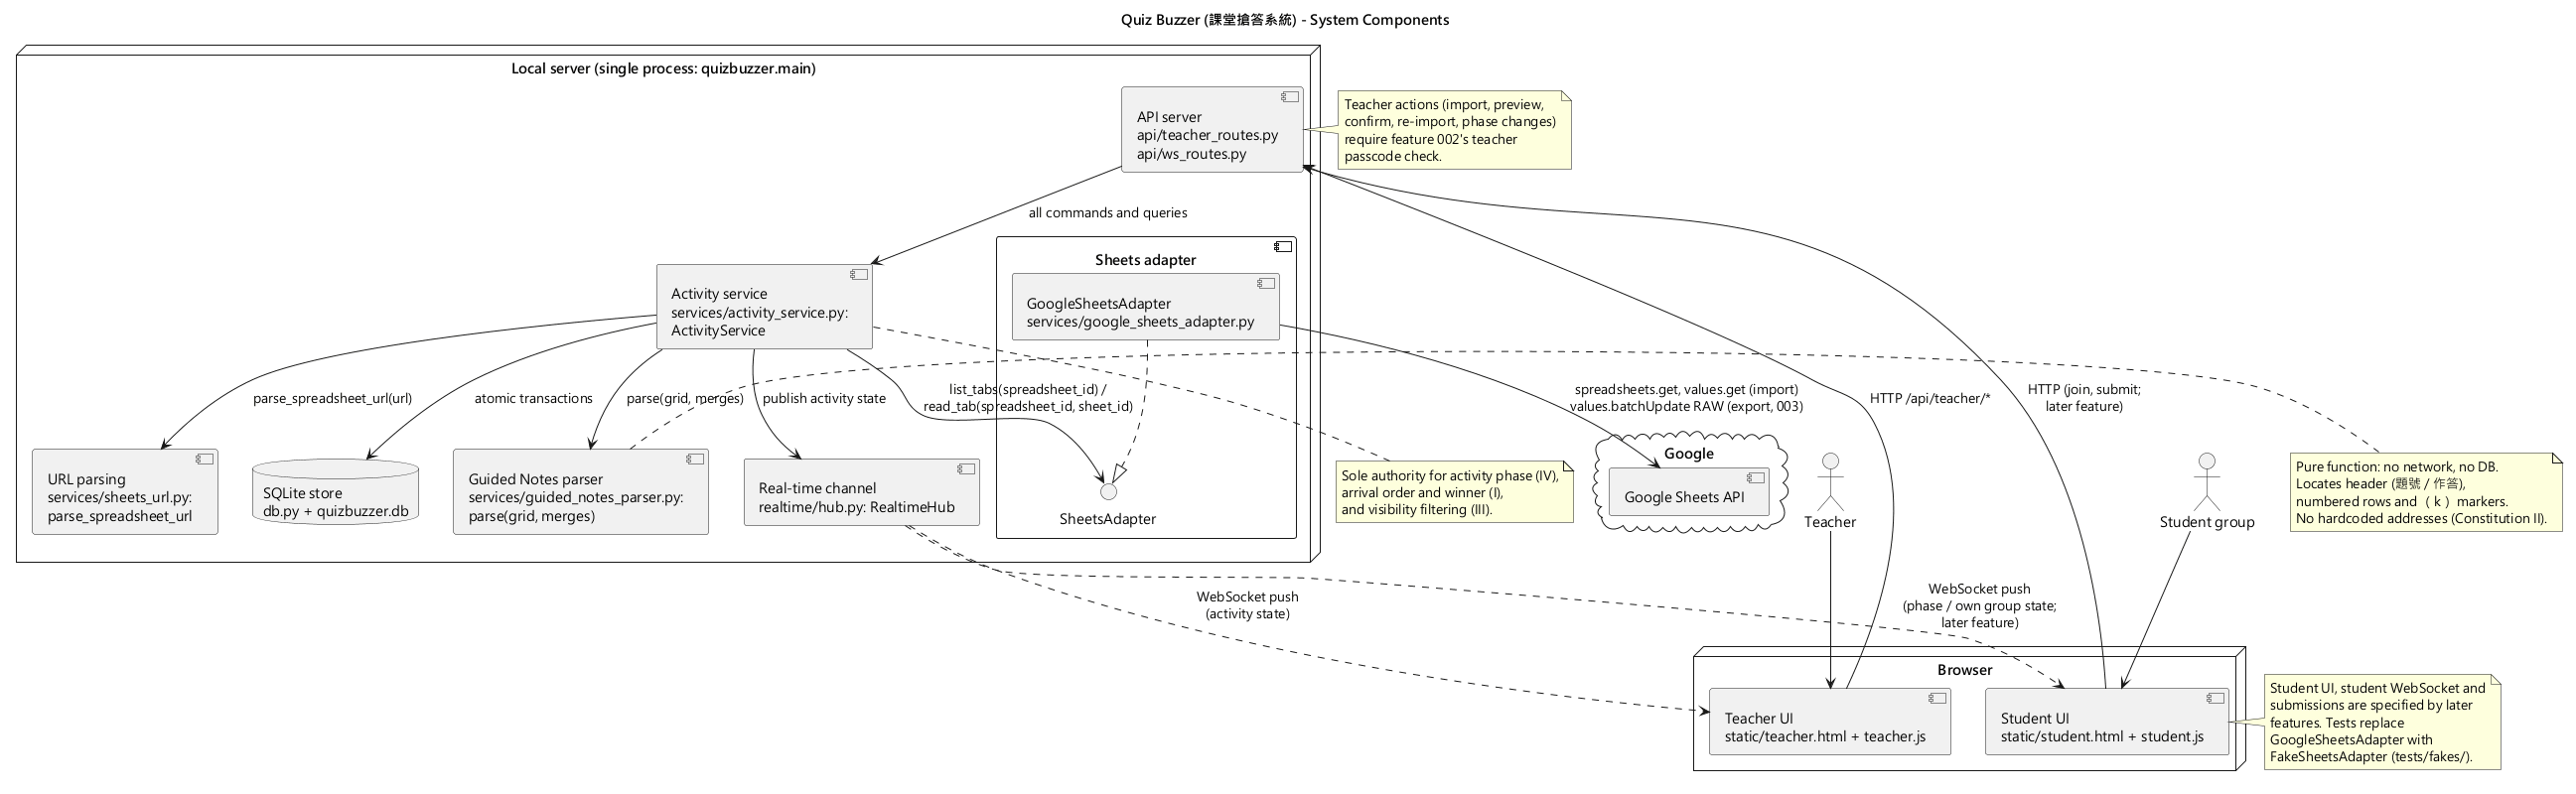 Quiz Buzzer (課堂搶答系統) - System Components
Local server (single process: quizbuzzer.main)
API server
api/teacher_routes.py
api/ws_routes.py
Teacher actions (import, preview,
confirm, re-import, phase changes)
require feature 002's teacher
passcode check.
all commands and queries
Sheets adapter
GoogleSheetsAdapter
services/google_sheets_adapter.py
Activity service
services/activity_service.py:
ActivityService
parse_spreadsheet_url(url)
atomic transactions
parse(grid, merges)
publish activity state
list_tabs(spreadsheet_id) /
read_tab(spreadsheet_id, sheet_id)
spreadsheets.get, values.get (import)
values.batchUpdate RAW (export, 003)
HTTP /api/teacher/*
HTTP (join, submit;
later feature)
URL parsing
services/sheets_url.py:
parse_spreadsheet_url
SQLite store
db.py + quizbuzzer.db
Guided Notes parser
services/guided_notes_parser.py:
parse(grid, merges)
Real-time channel
realtime/hub.py: RealtimeHub
SheetsAdapter
Sole authority for activity phase (IV),
arrival order and winner (I),
and visibility filtering (III).
Google
Google Sheets API
Teacher
Student group
Pure function: no network, no DB.
Locates header (題號 / 作答),
numbered rows and （k）markers.
No hardcoded addresses (Constitution II).
WebSocket push
(activity state)
WebSocket push
(phase / own group state;
later feature)
Browser
Teacher UI
static/teacher.html + teacher.js
Student UI
static/student.html + student.js
Student UI, student WebSocket and
submissions are specified by later
features. Tests replace
GoogleSheetsAdapter with
FakeSheetsAdapter (tests/fakes/).